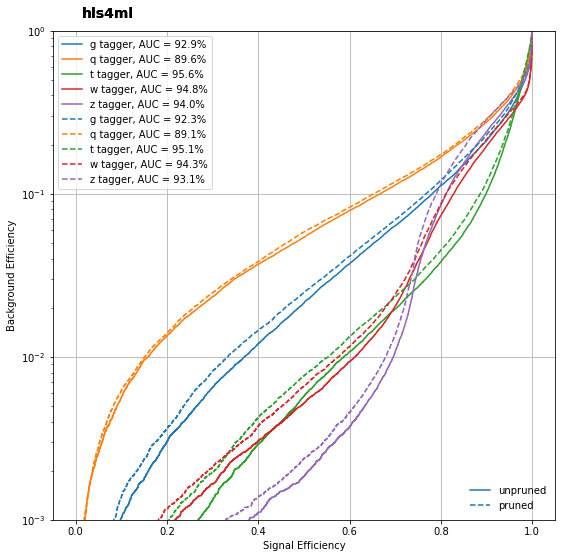 hls4ml
g tagger, AUC = 92.9%
q tagger, AUC = 89.6%
t tagger, AUC = 95.6%
w tagger, AUC = 94.8%
z tagger, AUC = 94.0%
g tagger, AUC = 92.3%
q tagger, AUC = 89.1%
t tagger, AUC = 95.1%
w tagger, AUC = 94.3%
z tagger, AUC = 93.1%
Background Efficiency
10⁰
10⁻¹
10⁻²
10⁻³
unpruned
pruned
0.0 0.2 0.4 0.6 0.8 1.0
Signal Efficiency